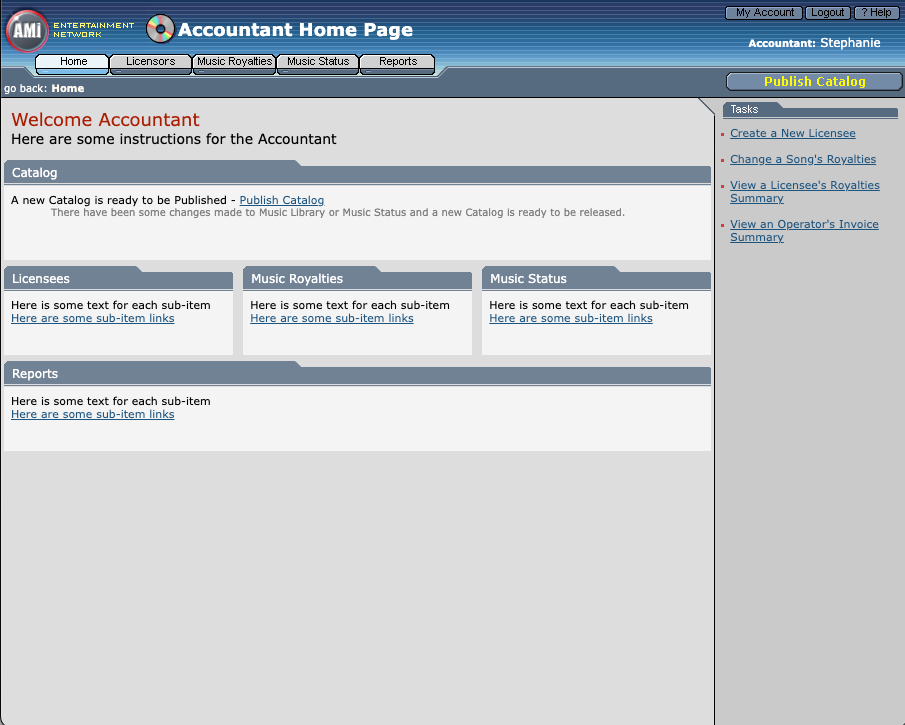 My Account Logout ? Help
AMI ENTERTAINMENT
NETWORK
Accountant Home Page
Accountant: Stephanie
Home Licensors Music Royalties Music Status Reports
Publish Catalog
go back: Home
Welcome Accountant
Here are some instructions for the Accountant
Catalog
A new Catalog is ready to be Published - Publish Catalog
There have been some changes made to Music Library or Music Status and a new Catalog is ready to be released.
Licensees
Here is some text for each sub-item
Here are some sub-item links
Music Royalties
Here is some text for each sub-item
Here are some sub-item links
Music Status
Here is some text for each sub-item
Here are some sub-item links
Reports
Here is some text for each sub-item
Here are some sub-item links
Tasks
Create a New Licensee
Change a Song's Royalties
View a Licensee's Royalties
Summary
View an Operator's Invoice
Summary